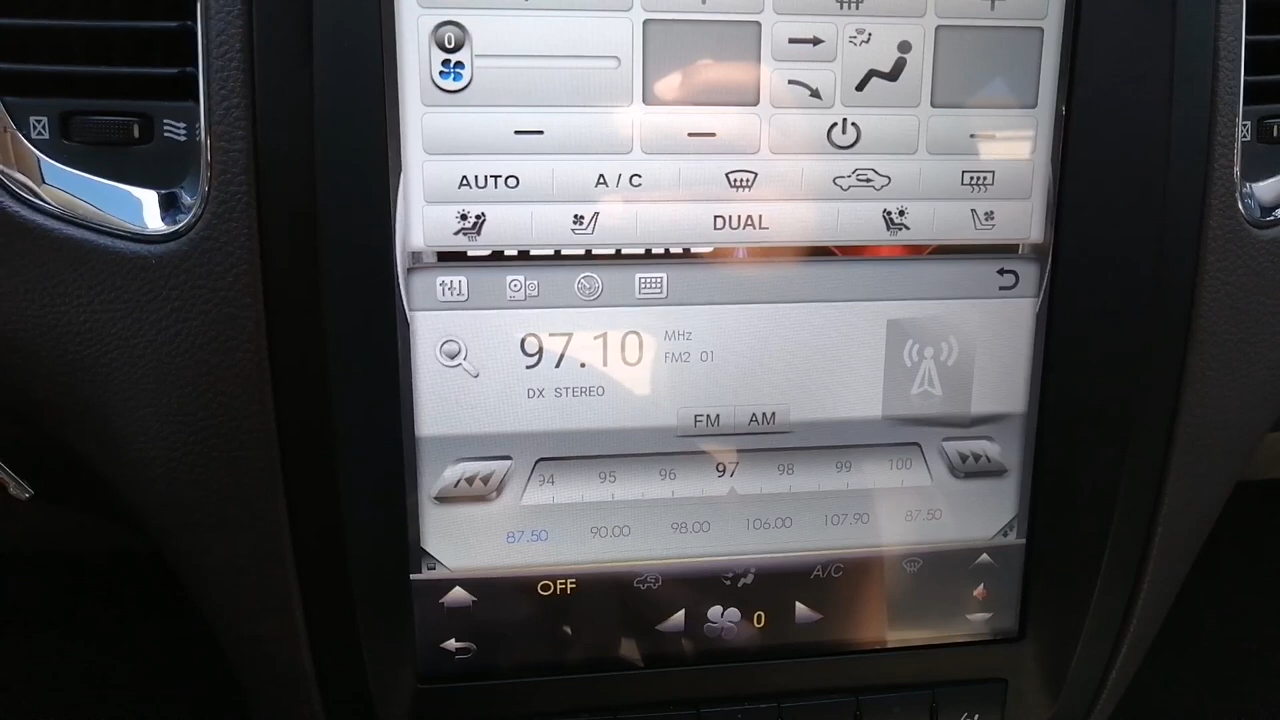 0
AUTO A/C
DUAL
97.10 MHz
FM2 01
DX STEREO
FM AM
94 95 96 97 98 99 100
87.50 90.00 98.00 106.00 107.90 87.50
OFF A/C
0